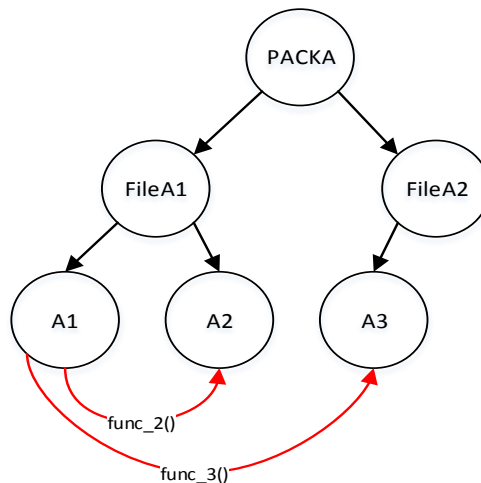 PACKA
FileA1
FileA2
A1
A2
A3
func_2()
func_3()